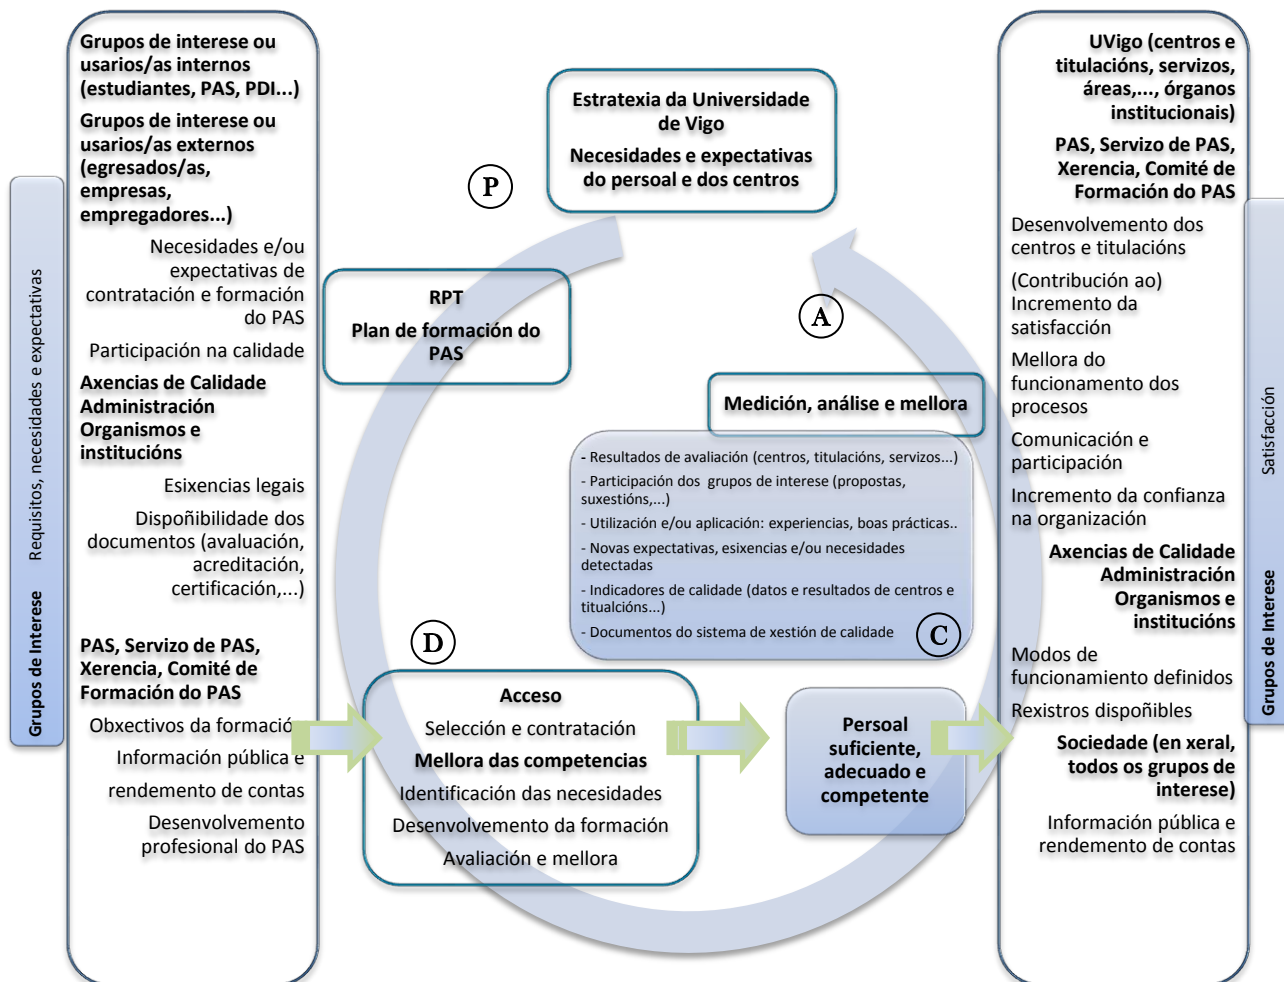 Grupos de Interese Requisitos, necesidades e expectativas
Grupos de interese ou
usarios/as internos
(estudiantes, PAS, PDI...)
Grupos de interese ou
usarios/as externos
(egresados/as,
empresas,
empregadores...)
Necesidades e/ou
expectativas de
contratación e formación
do PAS
Participación na calidade
Axencias de Calidade
Administración
Organismos e
institucións
Esixencias legais
Dispoñibilidade dos
documentos (avaluación,
acreditación,
certificación,...)
PAS, Servizo de PAS,
Xerencia, Comité de
Formación do PAS
Obxectivos da formació
Información pública e
rendemento de contas
Desenvolvemento
profesional do PAS
P
Estratexia da Universidade
de Vigo
Necesidades e expectativas
do persoal e dos centros
RPT
Plan de formación do
PAS
A
Medición, análise e mellora
- Resultados de avaliación (centros, titulacións, servizos...)
- Participación dos grupos de interese (propostas,
suxestións,...)
- Utilización e/ou aplicación: experiencias, boas prácticas..
- Novas expectativas, esixencias e/ou necesidades
detectadas
- Indicadores de calidade (datos e resultados de centros e
titualcións...)
- Documentos do sistema de xestión de calidade
C
D
Acceso
Selección e contratación
Mellora das competencias
Identificación das necesidades
Desenvolvemento da formación
Avaliación e mellora
Persoal
suficiente,
adecuado e
competente
UVigo (centros e
titulacións, servizos,
áreas,..., órganos
institucionais)
PAS, Servizo de PAS,
Xerencia, Comité de
Formación do PAS
Desenvolvemento dos
centros e titulacións
(Contribución ao)
Incremento da
satisfacción
Mellora do
funcionamento dos
procesos
Comunicación e
participación
Incremento da confianza
na organización
Axencias de Calidade
Administración
Organismos e
institucións
Modos de
funcionamiento definidos
Rexistros dispoñibles
Sociedade (en xeral,
todos os grupos de
interese)
Información pública e
rendemento de contas
Grupos de Interese Satisfacción